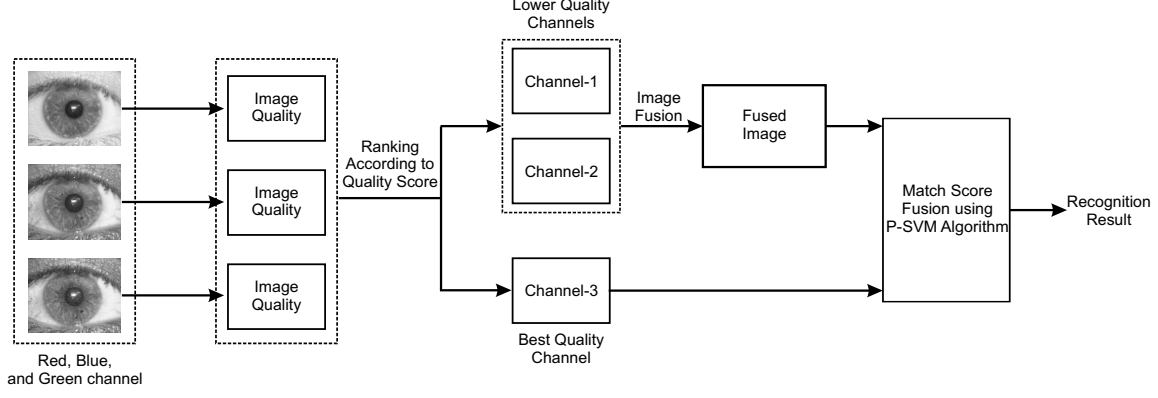 Lower Quality
Channels
Image
Quality
Image
Quality
Image
Quality
Red, Blue,
and Green channel
Ranking
According to
Quality Score
Channel-1
Channel-2
Image
Fusion
Fused
Image
Channel-3
Best Quality
Channel
Match Score
Fusion using
P-SVM Algorithm
Recognition
Result